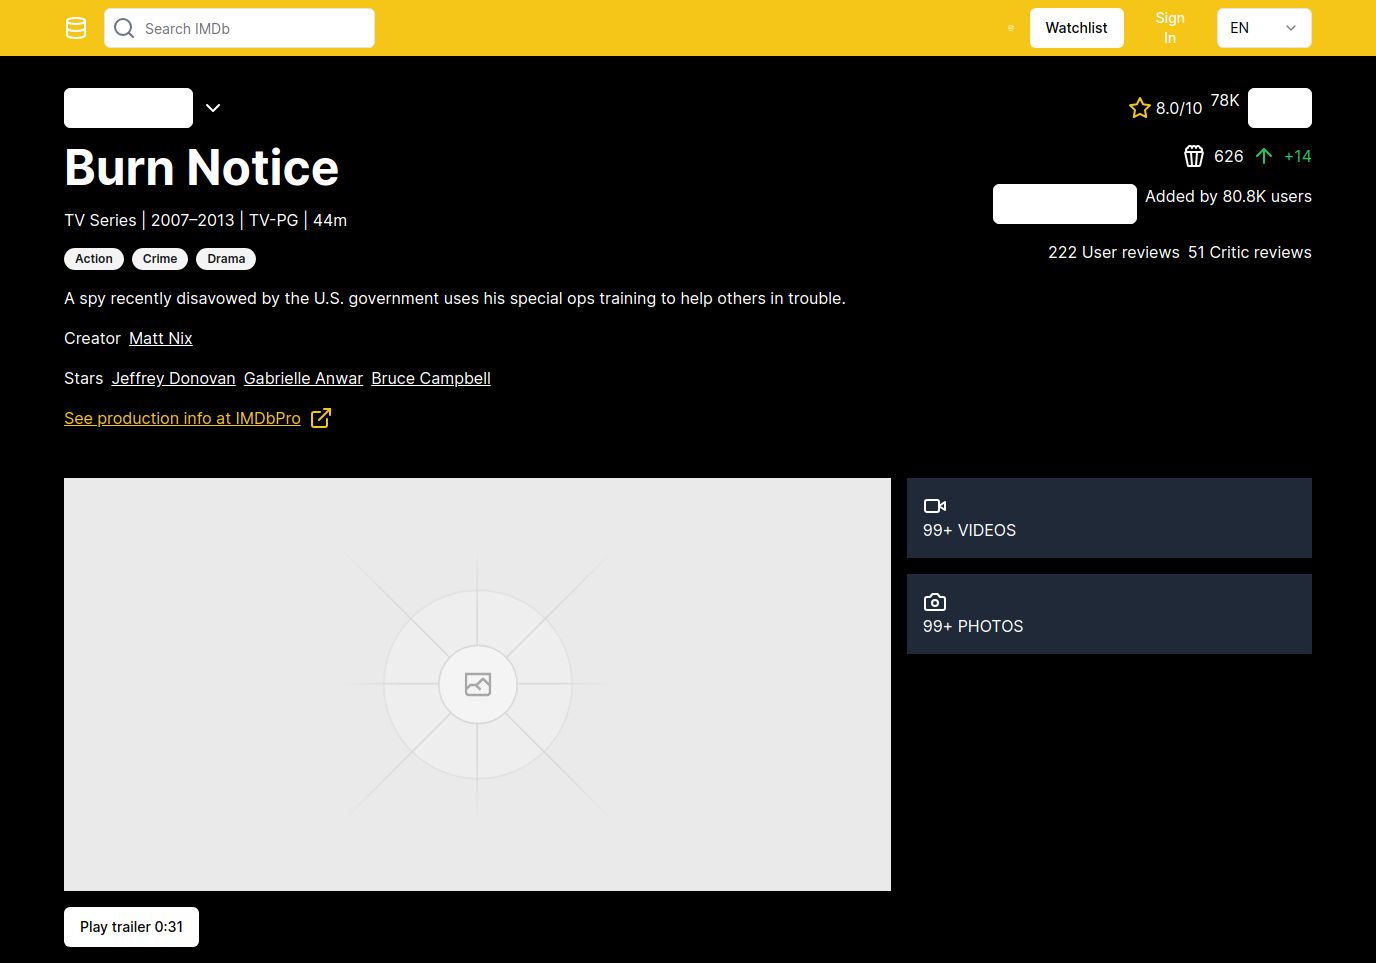 Search IMDb
Watchlist
Sign
In
EN
8.0/10
78K
Burn Notice
626
+14
Added by 80.8K users
TV Series | 2007–2013 | TV-PG | 44m
222 User reviews 51 Critic reviews
Action
Crime
Drama
A spy recently disavowed by the U.S. government uses his special ops training to help others in trouble.
Creator Matt Nix
Stars Jeffrey Donovan Gabrielle Anwar Bruce Campbell
See production info at IMDbPro
99+ VIDEOS
99+ PHOTOS
Play trailer 0:31